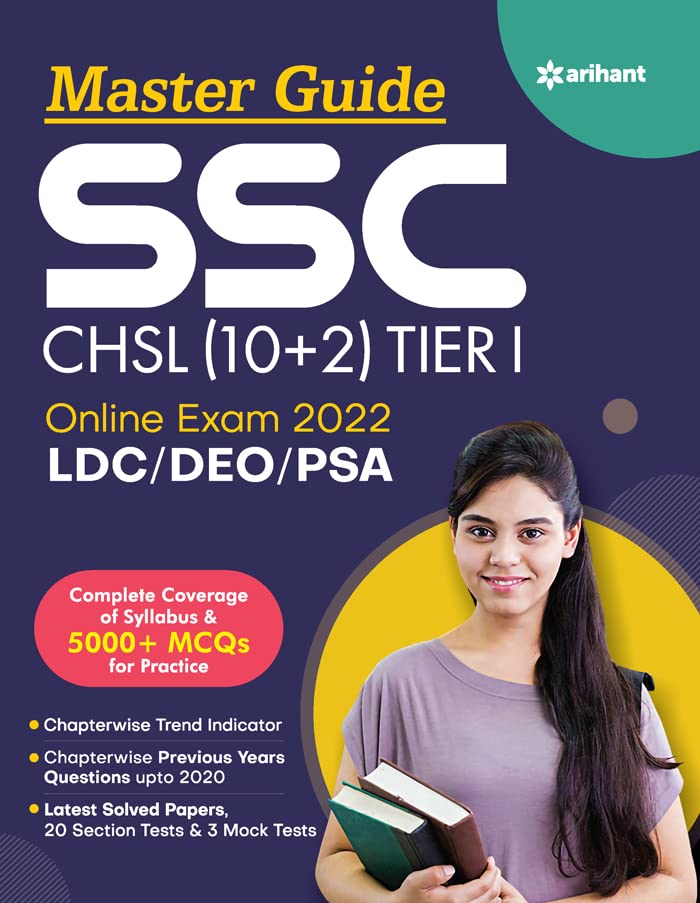 arihant
Master Guide
SSC
CHSL (10+2) TIER I
Online Exam 2022
LDC/DEO/PSA
Complete Coverage
of Syllabus &
5000+ MCQs
for Practice
Chapterwise Trend Indicator
Chapterwise Previous Years
Questions upto 2020
Latest Solved Papers,
20 Section Tests & 3 Mock Tests